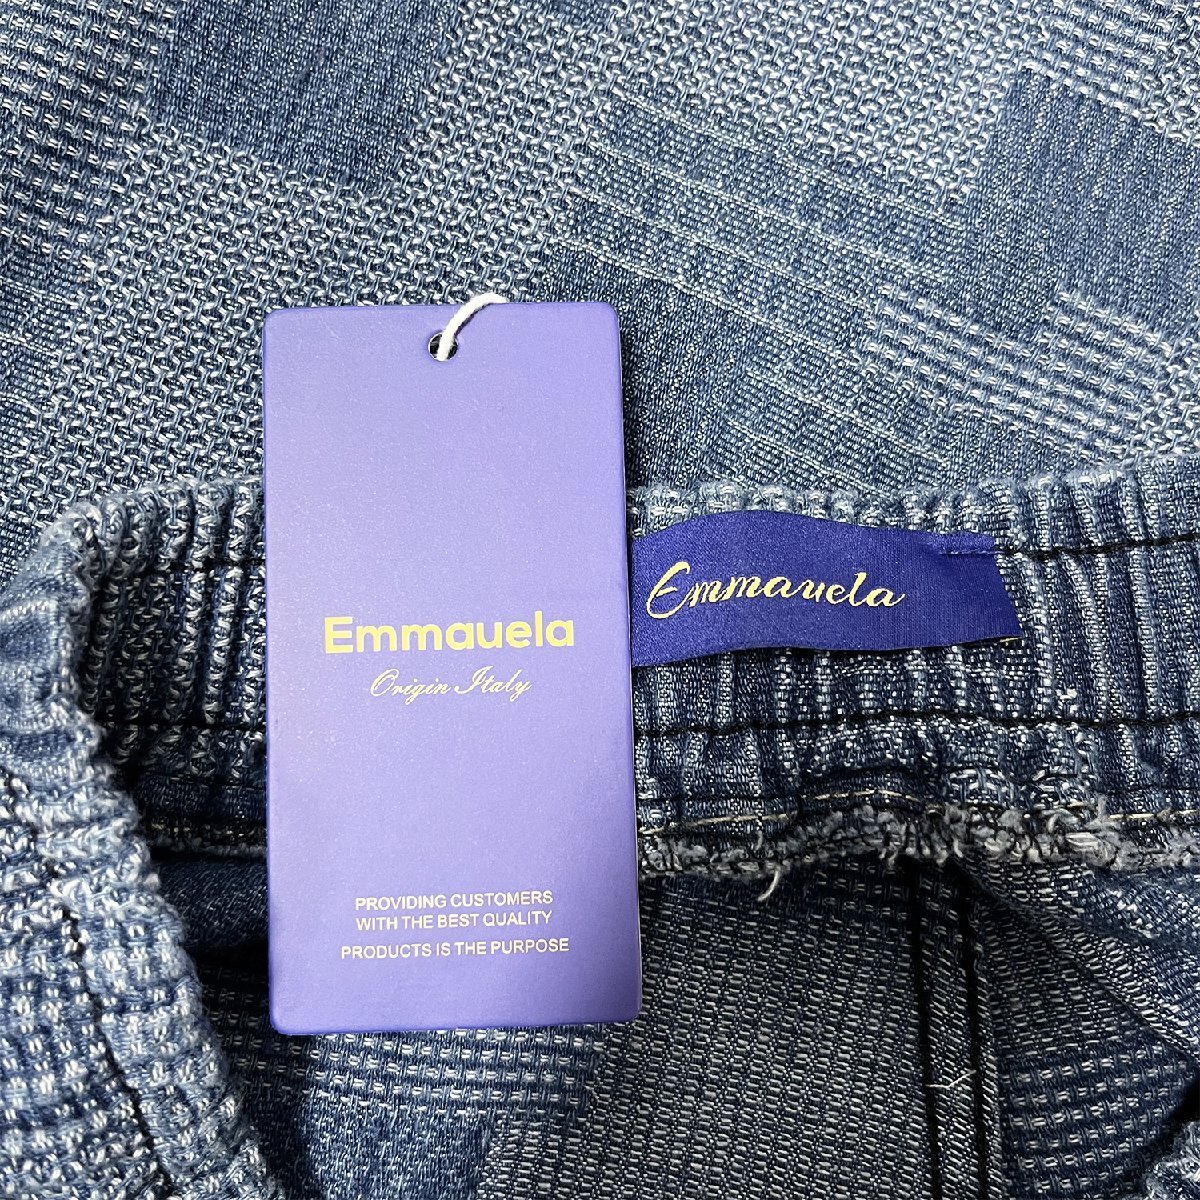 Emmauela
Origin Italy
PROVIDING CUSTOMERS
WITH THE BEST QUALITY
PRODUCTS IS THE PURPOSE
Emmauela